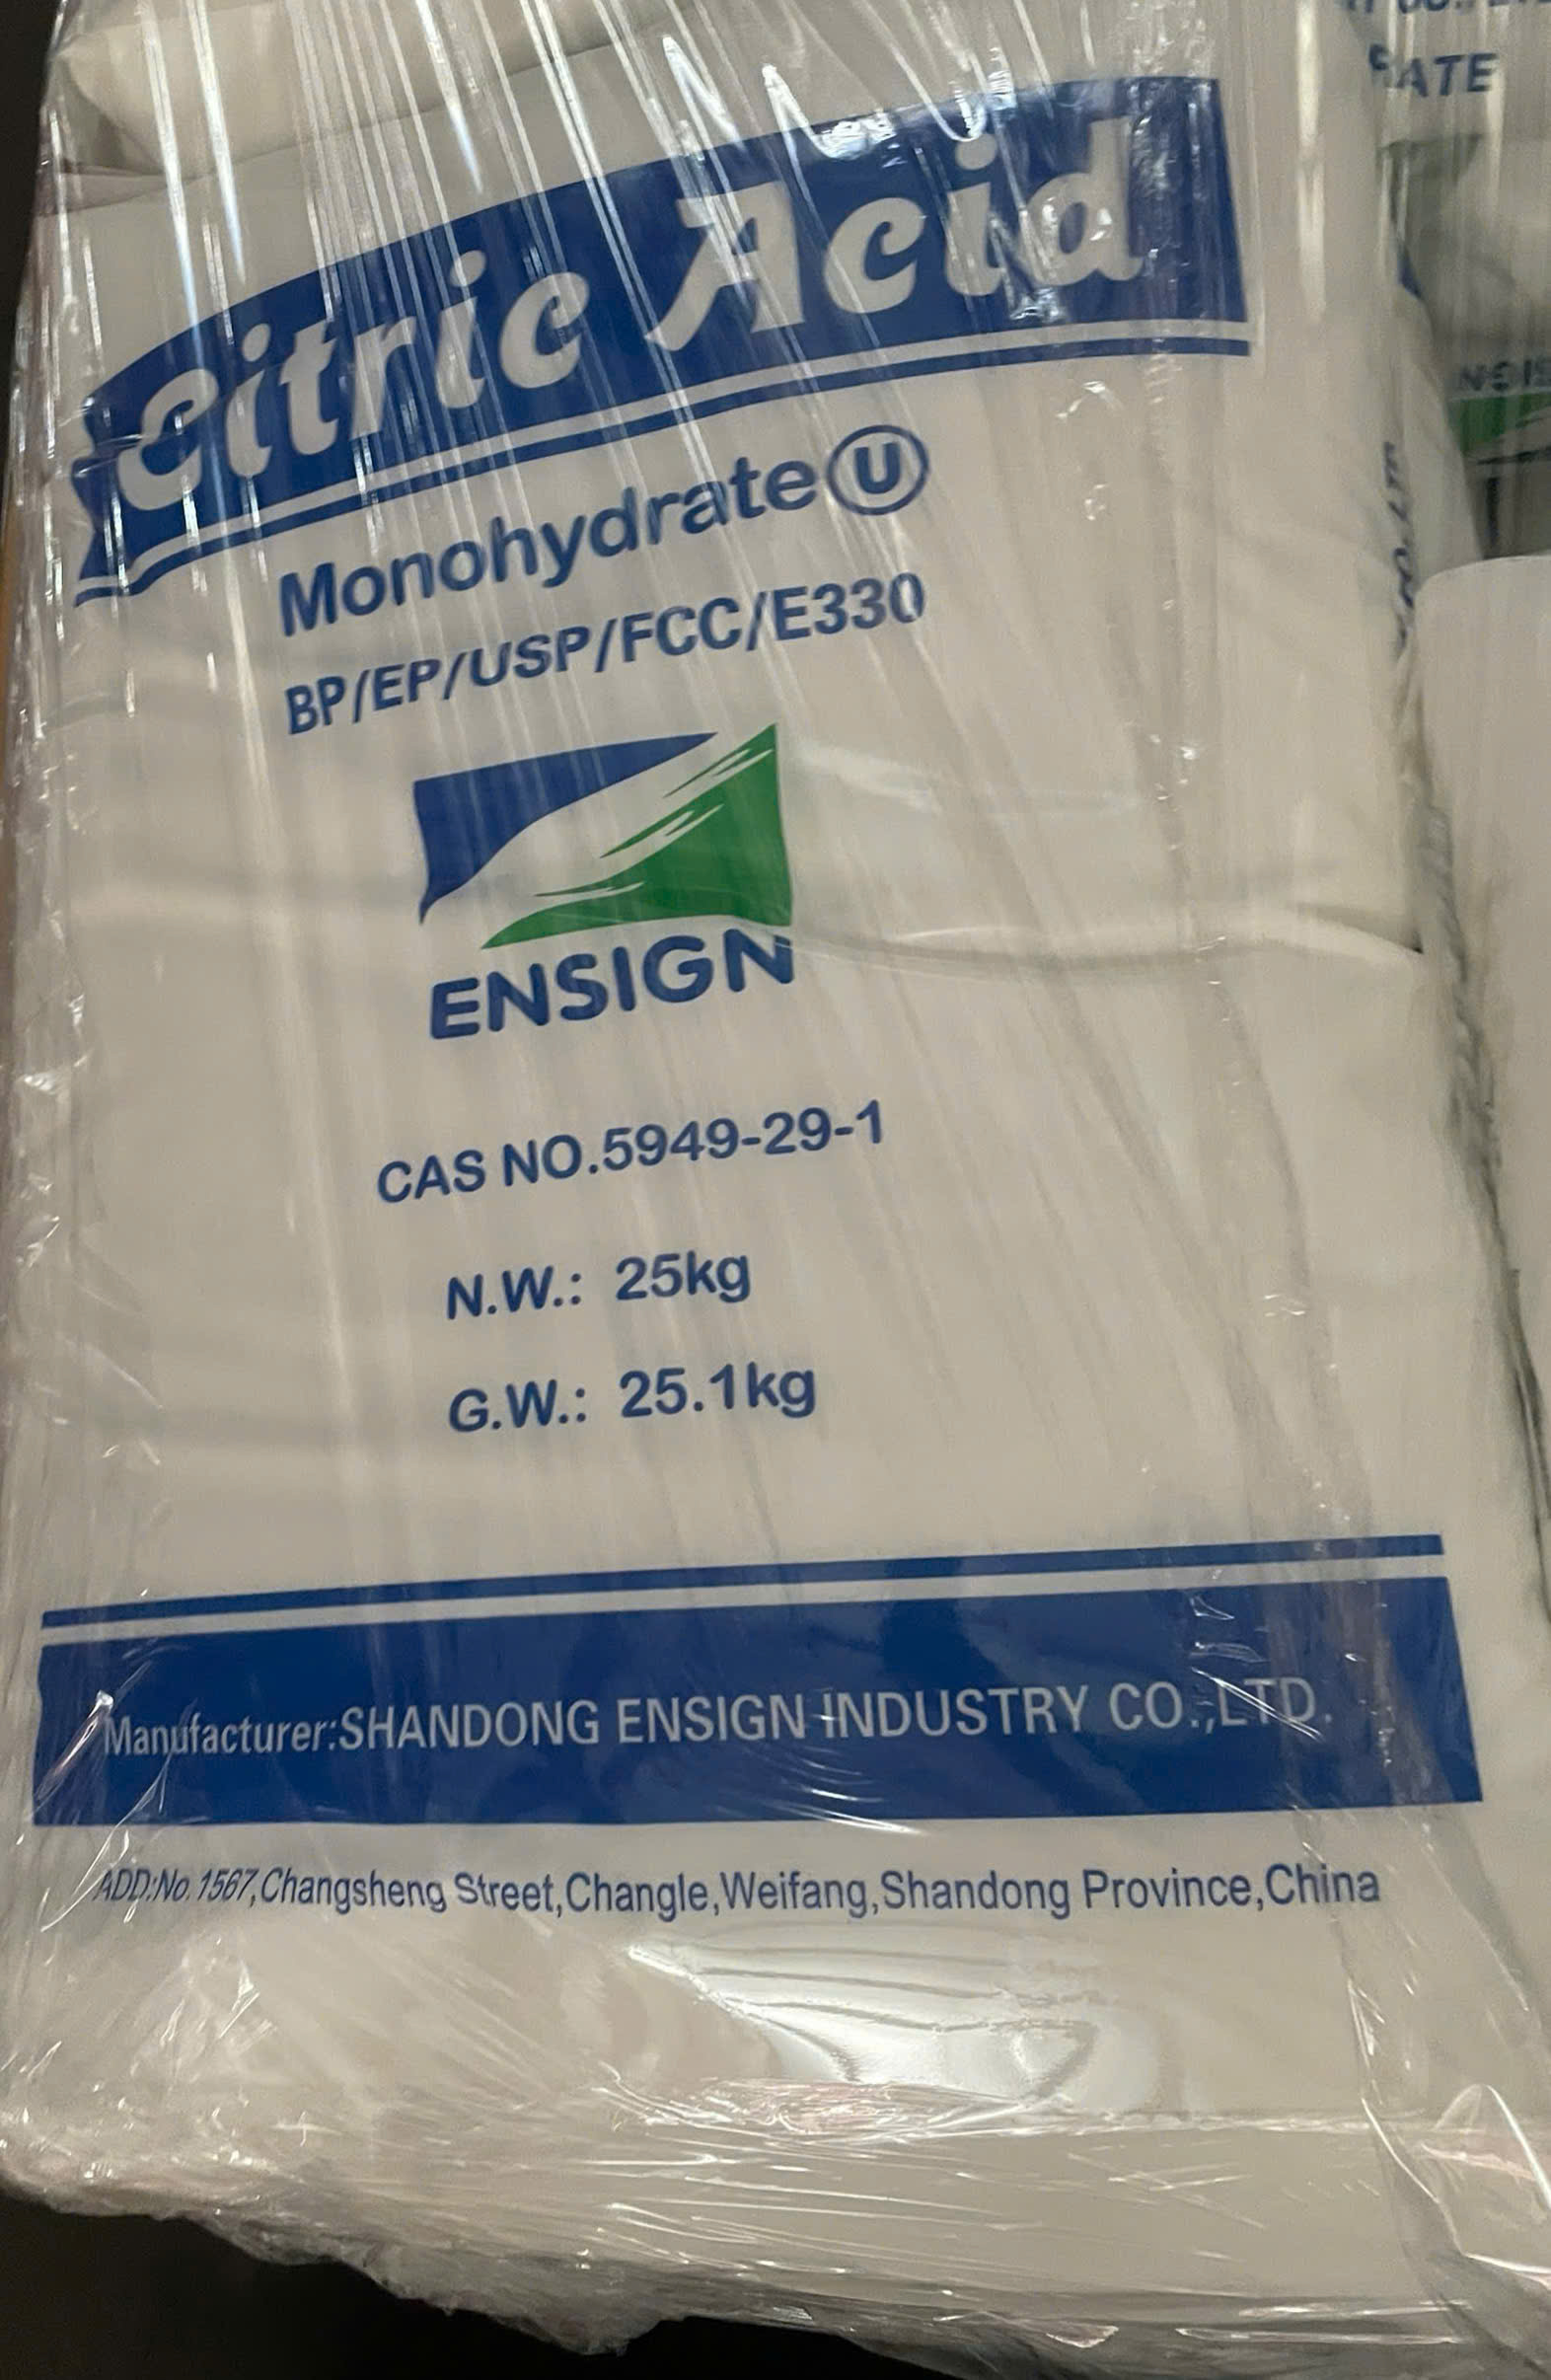 Citric Acid
Monohydrate Ⓤ
BP/EP/USP/FCC/E330
ENSIGN
CAS NO.5949-29-1
N.W.: 25kg
G.W.: 25.1kg
Manufacturer:SHANDONG ENSIGN INDUSTRY CO.,LTD.
ADD:No.1567,Changsheng Street,Changle,Weifang,Shandong Province,China